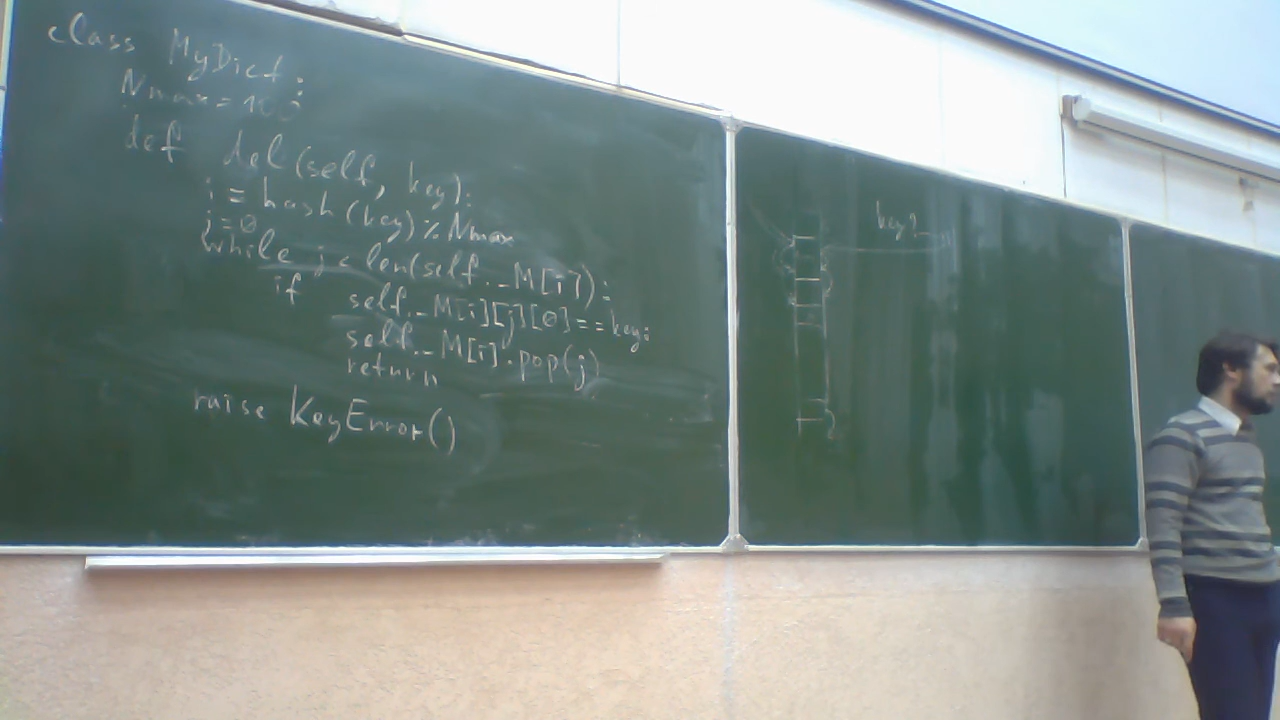 class MyDict:
Nmax = 100
def del(self, key):
i = hash(key) % Nmax
j = 0
while j < len(self._M[i]):
if self._M[i][j][0] == key:
self._M[i].pop(j)
return
raise KeyError()
key2